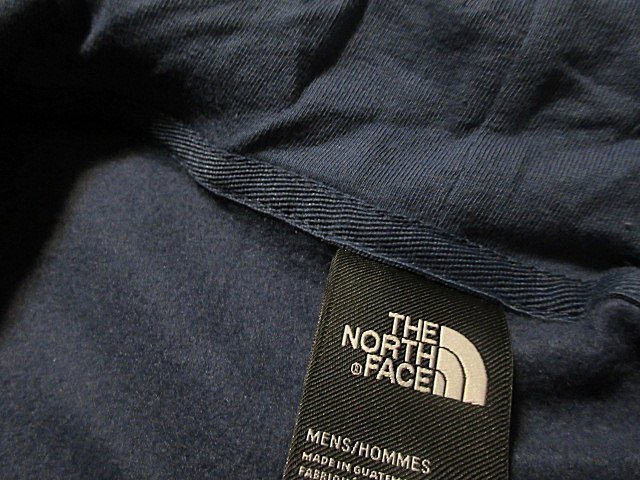 THE
NORTH
® FACE
MENS/HOMMES
MADE IN